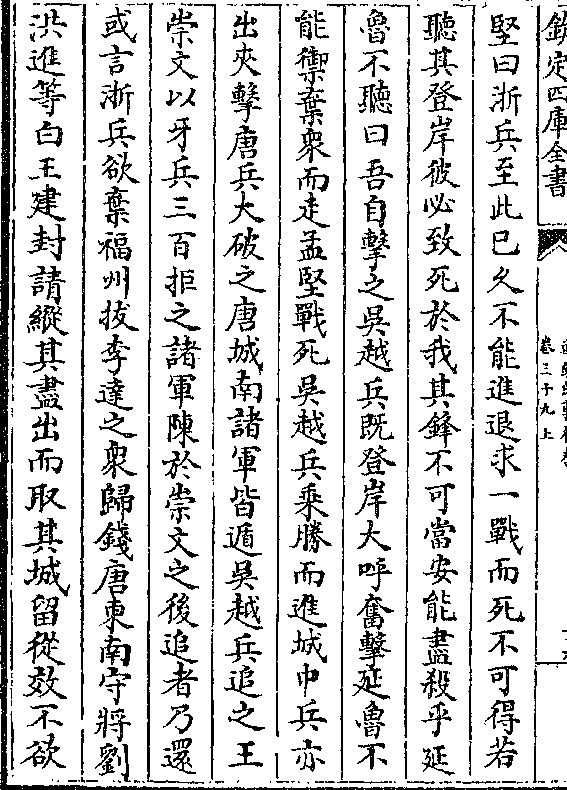 欽定四庫全書
卷三十九上
堅曰浙兵至此已久不能進退求一戰而死不可得若
聽其登岸彼必致死於我其鋒不可當安能盡殺乎延
魯不聽曰吾自擊之吳越兵既登岸大呼奮擊延魯不
能禦棄衆而走孟堅戰死吳越兵乘勝而進城中兵亦
出夾擊唐兵大破之唐城南諸軍皆遁吳越兵追之王
崇文以牙兵三百拒之諸軍陳於崇文之後追者乃還
或言浙兵欲棄福州拔李達之衆歸錢唐東南守將劉
洪進等白王建封請縱其盡出而取其城留從效不欲